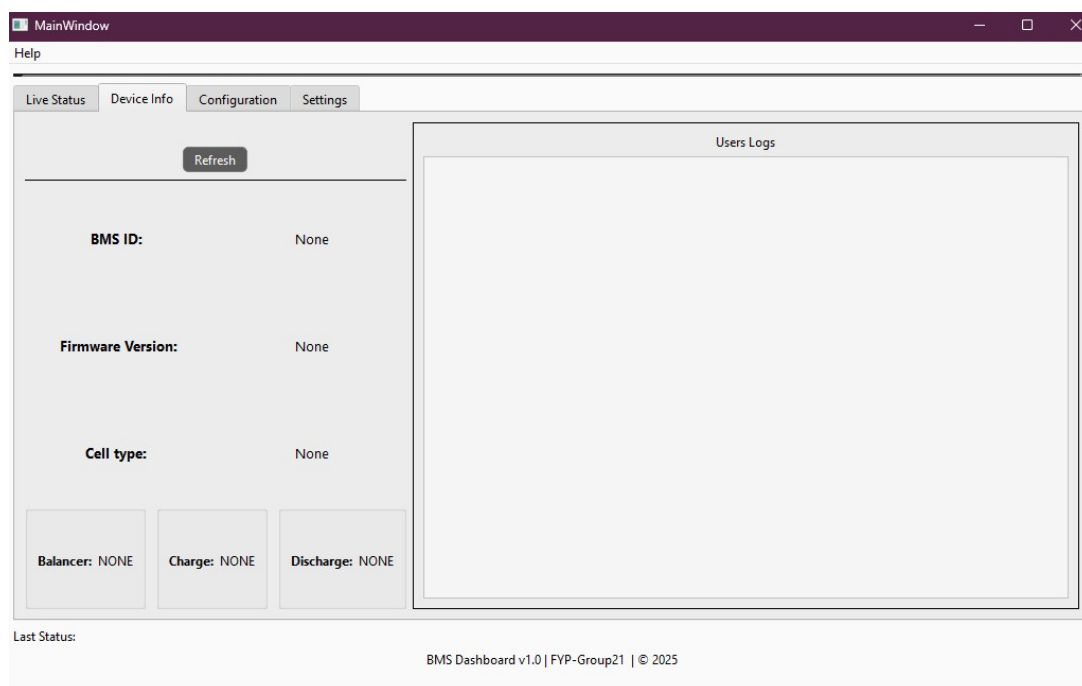 MainWindow
Help
Live Status Device Info Configuration Settings
Refresh
BMS ID: None
Firmware Version: None
Cell type: None
Balancer: NONE Charge: NONE Discharge: NONE
Users Logs
Last Status:
BMS Dashboard v1.0 | FYP-Group21 | © 2025